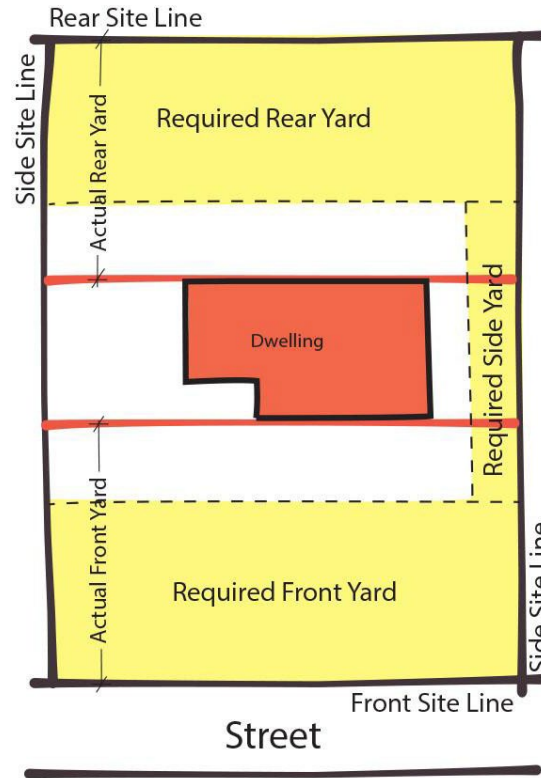 Rear Site Line
Side Site Line
Actual Rear Yard
Required Rear Yard
Dwelling
Required Side Yard
Actual Front Yard
Required Front Yard
Side Site Line
Front Site Line
Street